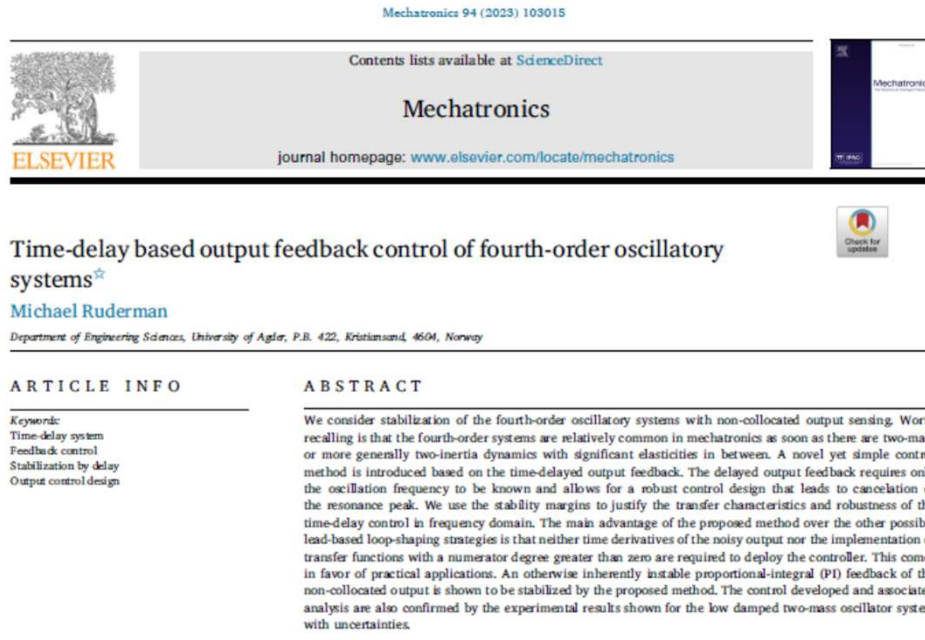 Mechatronics 94 (2023) 103015
Contents lists available at ScienceDirect
Mechatronics
journal homepage: www.elsevier.com/locate/mechatronics
ELSEVIER
Mechatronic
Check for
updates
Time-delay based output feedback control of fourth-order oscillatory
systems☆
Michael Ruderman
Department of Engineering Sciences, University of Agder, P.B. 422, Kristiansand, 4604, Norway
ARTICLE INFO
Keywords:
Time-delay system
Feedback control
Stabilization by delay
Output control design
ABSTRACT
We consider stabilization of the fourth-order oscillatory systems with non-collocated output sensing. Wort
recalling is that the fourth-order systems are relatively common in mechatronics as soon as there are two-ma
or more generally two-inertia dynamics with significant elasticities in between. A novel yet simple contr
method is introduced based on the time-delayed output feedback. The delayed output feedback requires onl
the oscillation frequency to be known and allows for a robust control design that leads to cancelation
the resonance peak. We use the stability margins to justify the transfer characteristics and robustness of th
time-delay control in frequency domain. The main advantage of the proposed method over the other possib
lead-based loop-shaping strategies is that neither time derivatives of the noisy output nor the implementation
transfer functions with a numerator degree greater than zero are required to deploy the controller. This com
in favor of practical applications. An otherwise inherently instable proportional-integral (PI) feedback of th
non-collocated output is shown to be stabilized by the proposed method. The control developed and associate
analysis are also confirmed by the experimental results shown for the low damped two-mass oscillator syste
with uncertainties.